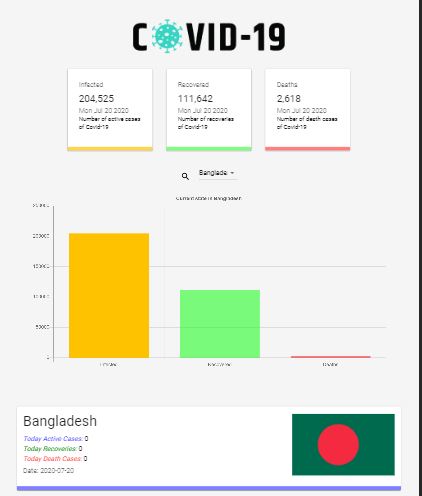 COVID-19
Infected
204,525
Mon Jul 20 2020
Number of active cases
of Covid-19
Recovered
111,642
Mon Jul 20 2020
Number of recoveries
of Covid-19
Deaths
2,618
Mon Jul 20 2020
Number of death cases
of Covid-19
Banglade
Current state in Bangladesh
250000
200000
150000
100000
50000
0
Infected
Recovered
Deaths
Bangladesh
Today Active Cases: 0
Today Recoveries: 0
Today Death Cases: 0
Date: 2020-07-20